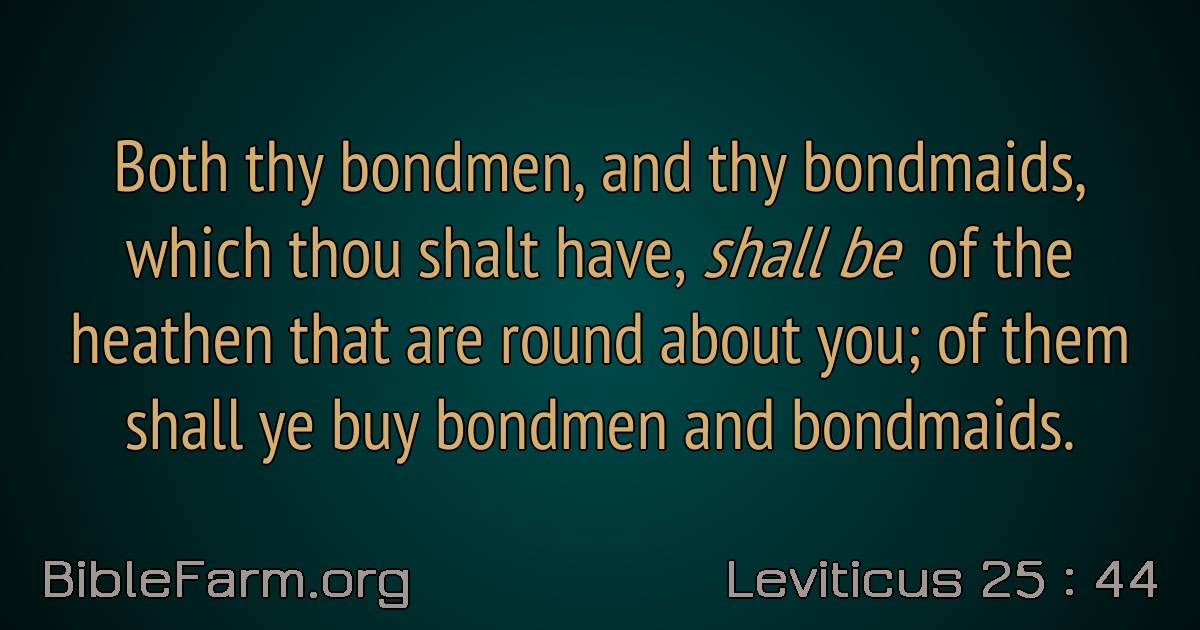 Both thy bondmen, and thy bondmaids,
which thou shalt have, shall be of the
heathen that are round about you; of them
shall ye buy bondmen and bondmaids.
BibleFarm.org
Leviticus 25 : 44